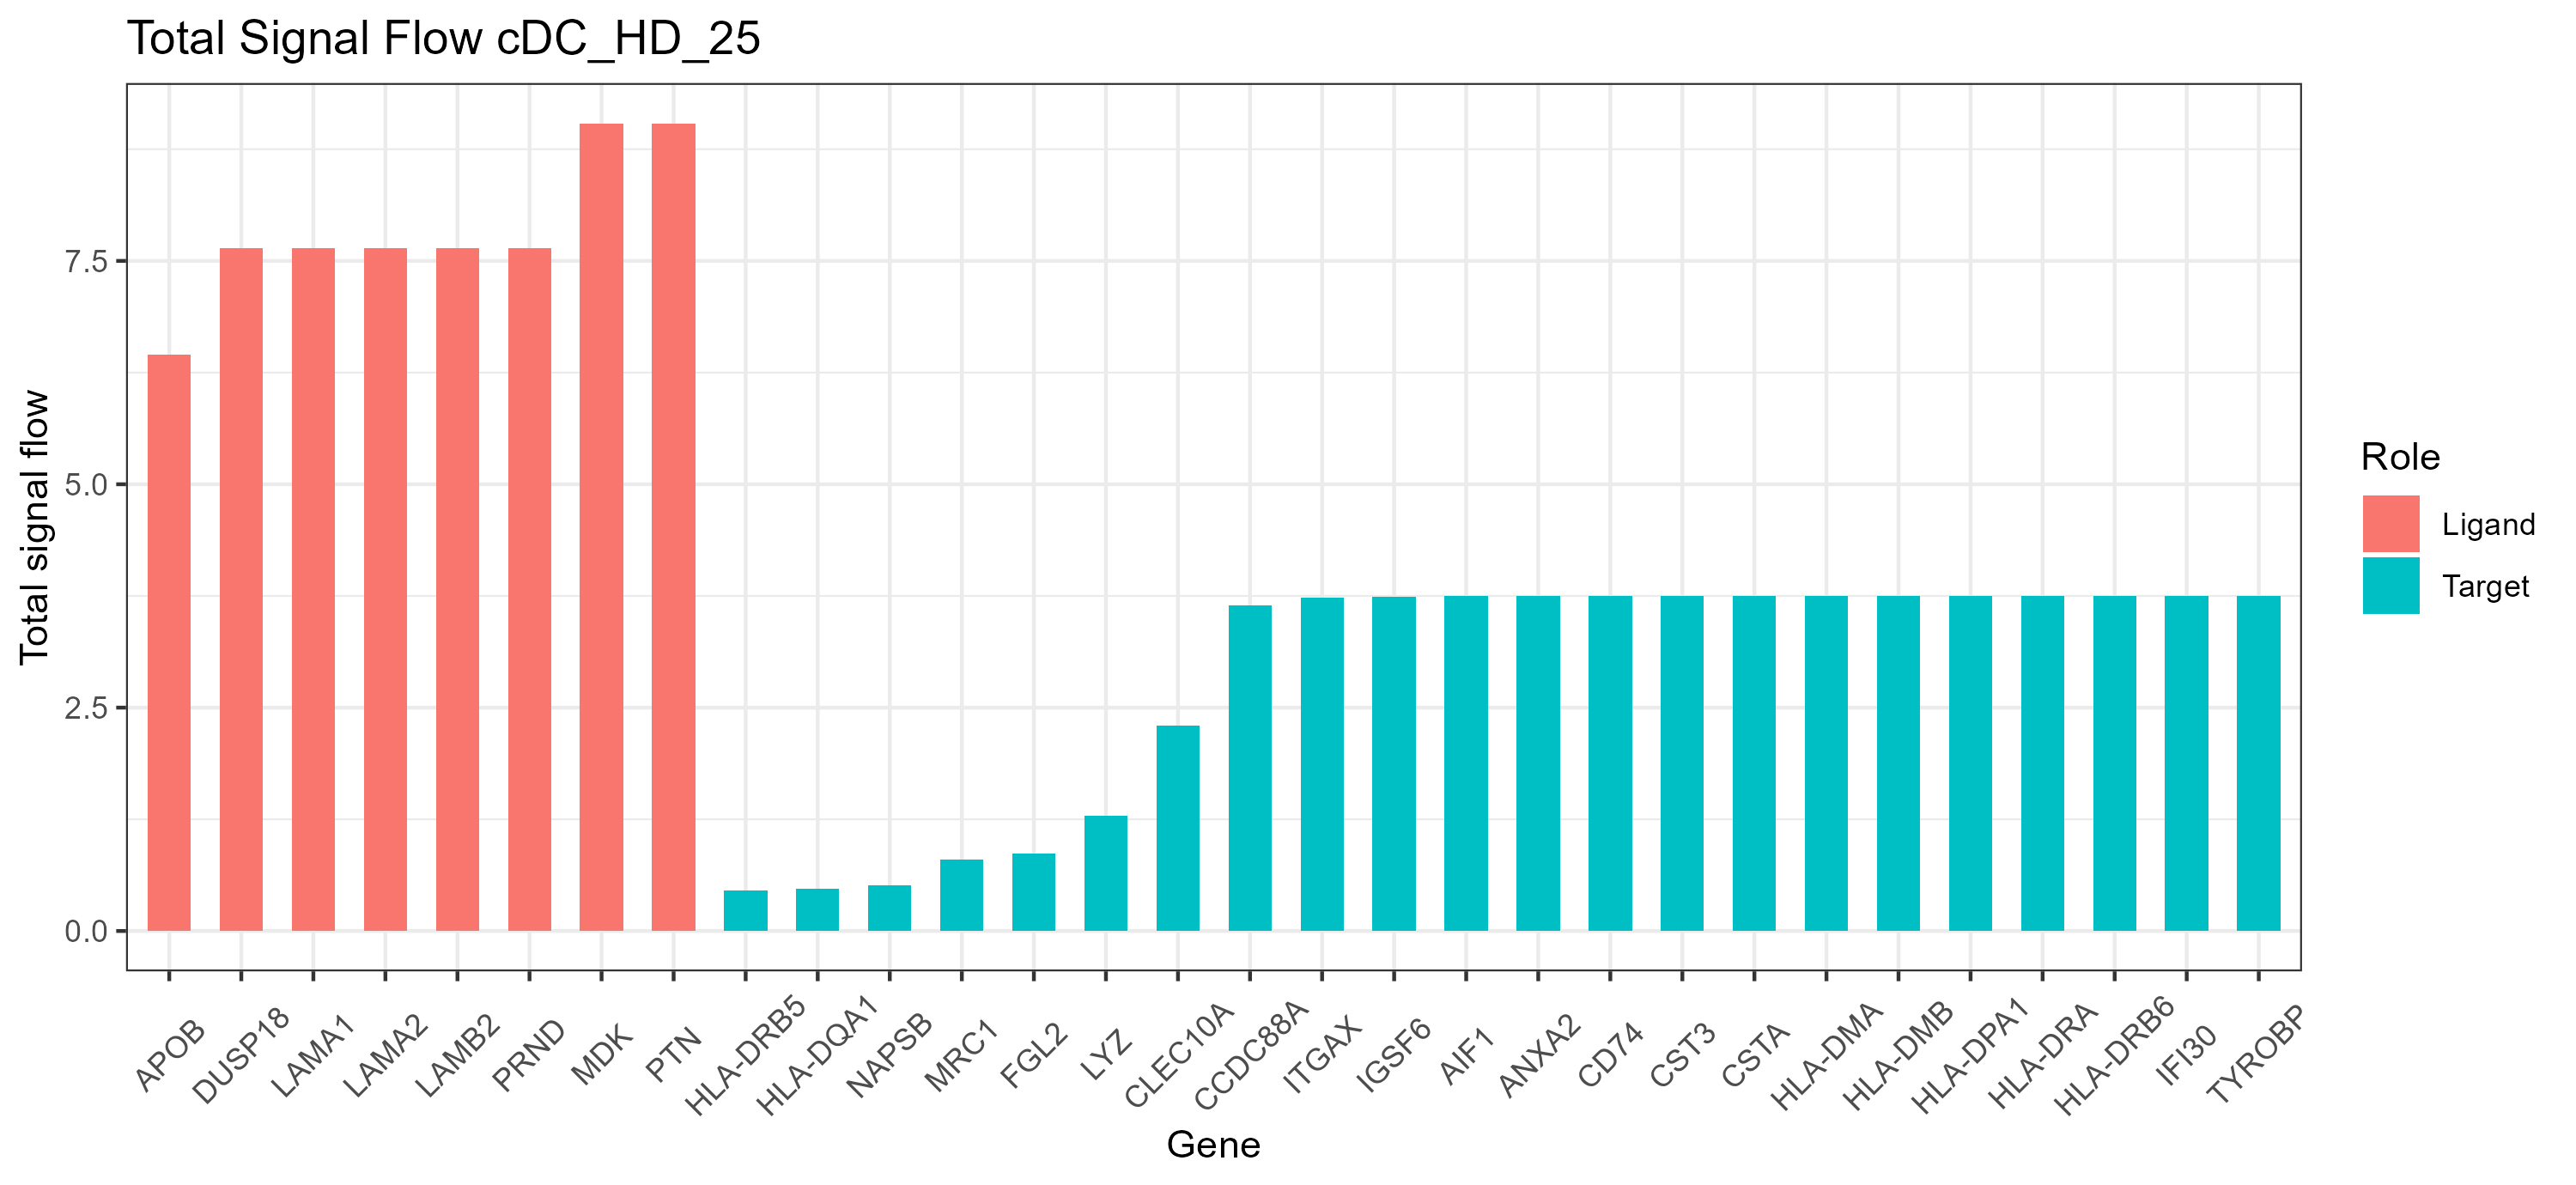 Total Signal Flow cDC_HD_25
Total signal flow
7.5
5.0
2.5
0.0
APOB
DUSP18
LAMA1
LAMA2
LAMB2
PRND
MDK
PTN
HLA-DRB5
HLA-DQA1
NAPSB
MRC1
FGL2
LYZ
CLEC10A
CCDC88A
ITGAX
IGSF6
AIF1
ANXA2
CD74
CST3
CSTA
HLA-DMA
HLA-DMB
HLA-DPA1
HLA-DRA
HLA-DRB6
IFI30
TYROBP
Gene
Role
Ligand
Target